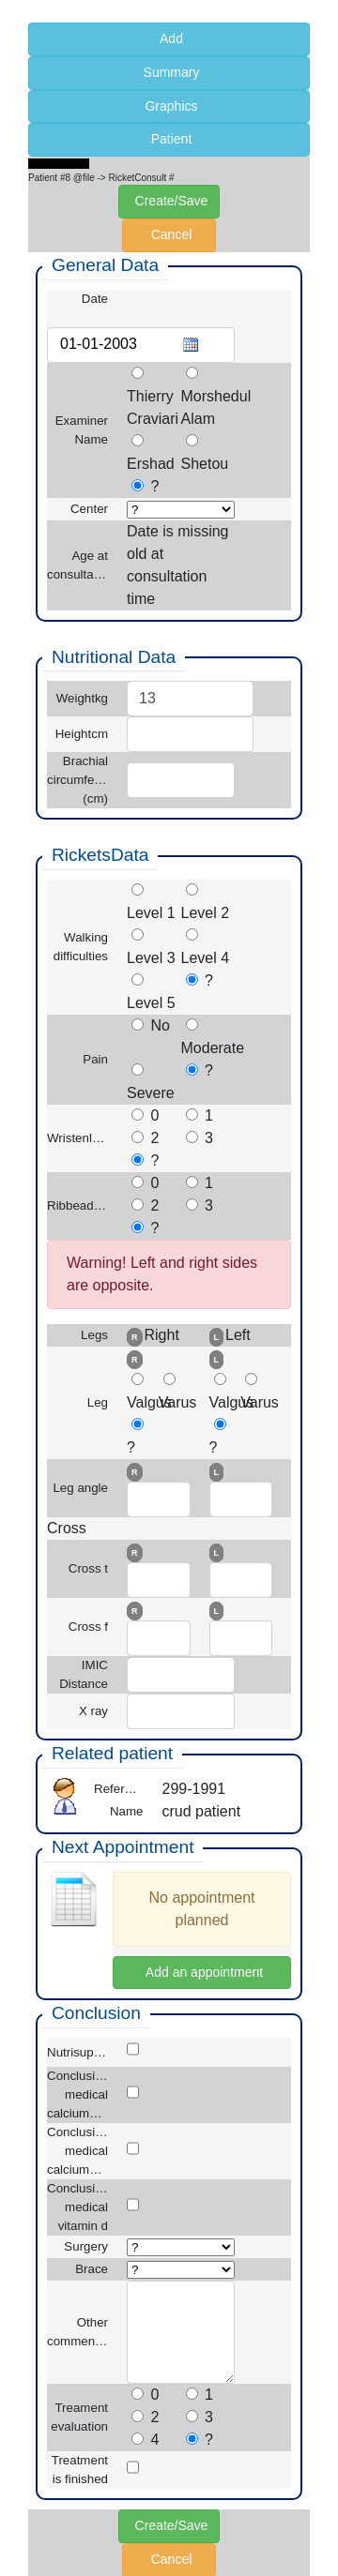 Add
Summary
Graphics
Patient
Patient #8 @file -> RicketConsult #
Create/Save
Cancel
General Data
Date
01-01-2003
Examiner Name
Thierry Craviari
Morshedul Alam
Ershad
Shetou
?
Center
?
Age at consulta…
Date is missing
old at
consultation
time
Nutritional Data
Weightkg
13
Heightcm
Brachial
circumfe…
(cm)
RicketsData
Walking difficulties
Level 1 Level 2
Level 3 Level 4
?
Level 5
Pain
No
Moderate
?
Severe
Wristenl…
0 1
2 3
?
Ribbead…
0 1
2 3
?
Warning! Left and right sides
are opposite.
Legs
R Right L Left
R L
Leg
Valgus Varus Valgus Varus
? ?
Leg angle
R L
Cross
Cross t
R L
Cross f
R L
IMIC
Distance
X ray
Related patient
Refer… 299-1991
Name crud patient
Next Appointment
No appointment
planned
Add an appointment
Conclusion
Nutrisup…
Conclusi…
medical
calcium…
Conclusi…
medical
calcium…
Conclusi…
medical
vitamin d
Surgery ?
Brace ?
Other
commen…
Treament
evaluation
0 1
2 3
4 ?
Treatment
is finished
Create/Save
Cancel